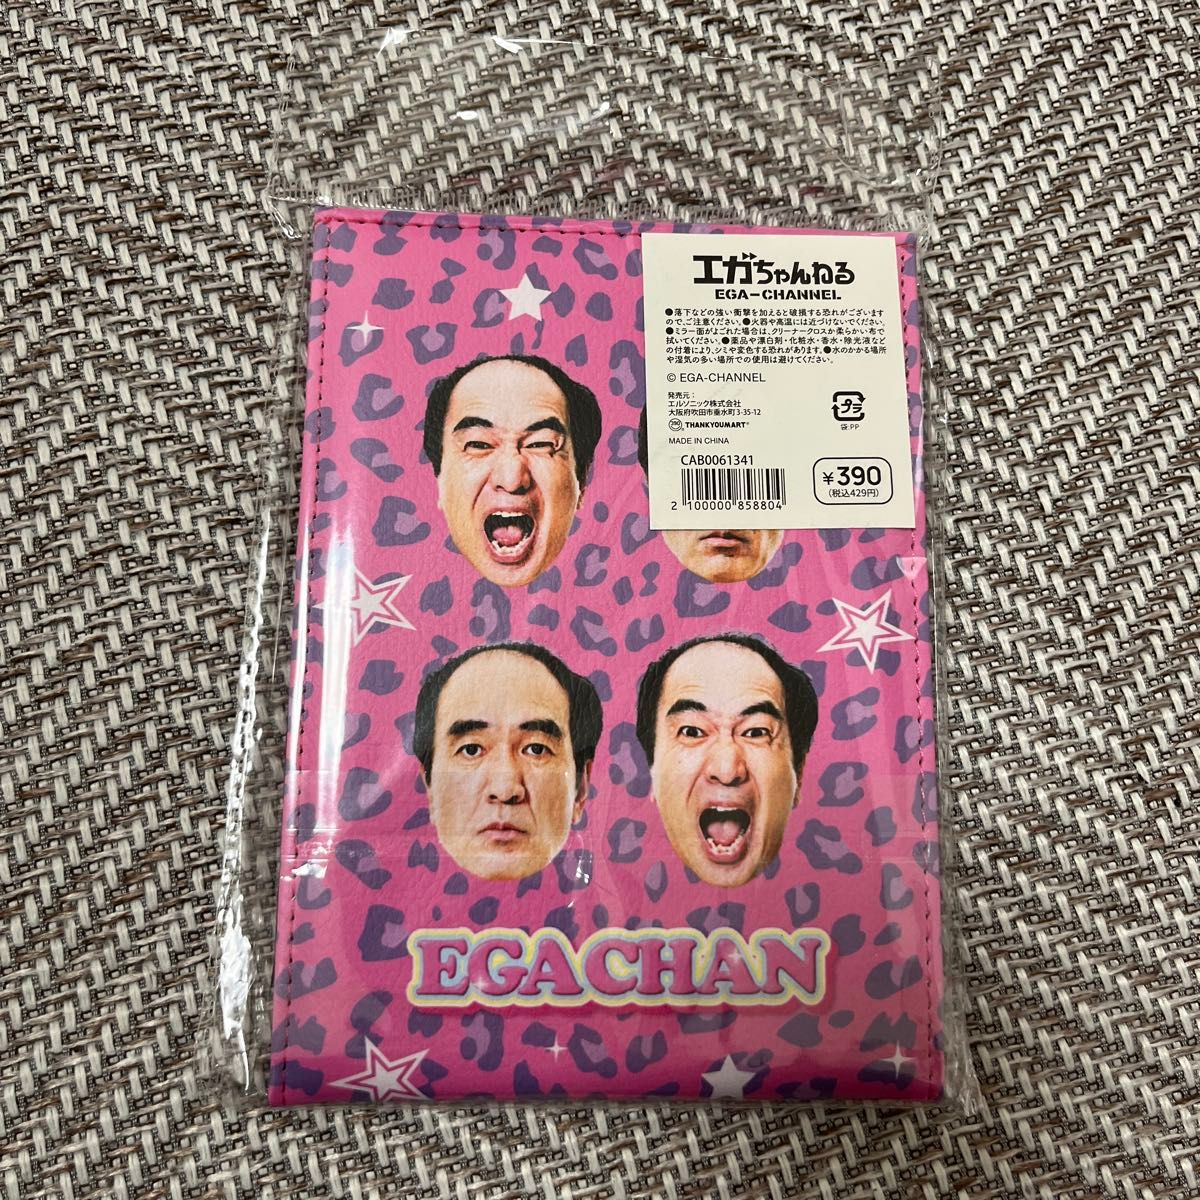 エガちゃんねる
EGA-CHANNEL
●落下などの強い衝撃を加えると破損する恐れがございます
ので、ご注意ください。●火器や高温には近づけないでください。
●ミラー面がよごれた場合は、クリーナークロスか柔らかい布で
拭いてください。●薬品や漂白剤・化粧水・香水・除光液など
の付着により、シミや変色する恐れがあります。●水のかかる場所
や湿気の多い場所での使用は避けてください。
© EGA-CHANNEL
発売元：
エルソニック株式会社
大阪府吹田市垂水町3-35-12
390 THANKYOUMART®
MADE IN CHINA
プラ
袋:PP
CAB0061341
2 100000 858804
¥390
(税込429円)
EGACHAN